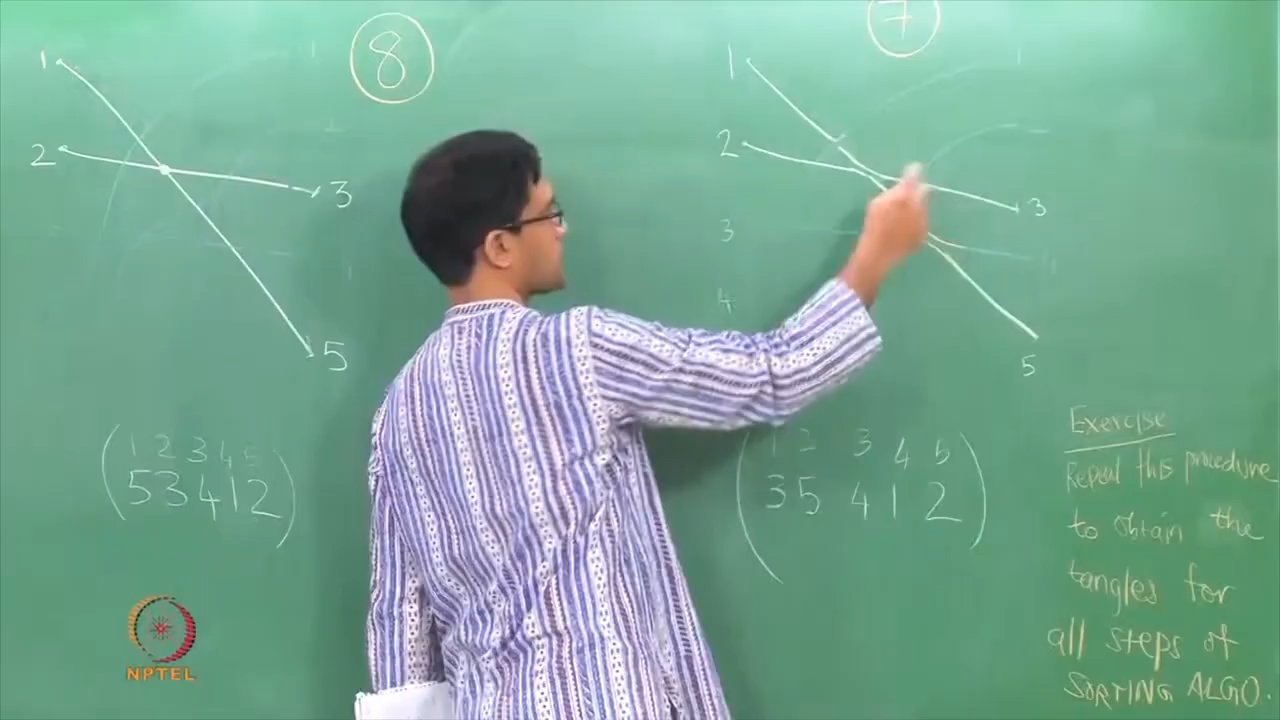 8
7
1
2
3
5
1 2 3 4 5
5 3 4 1 2
1
2
3
4
3
5
1 2 3 4 5
3 5 4 1 2
Exercise
Repeat this procedure
to obtain the
tangles for
all steps of
SORTING ALGO.
NPTEL